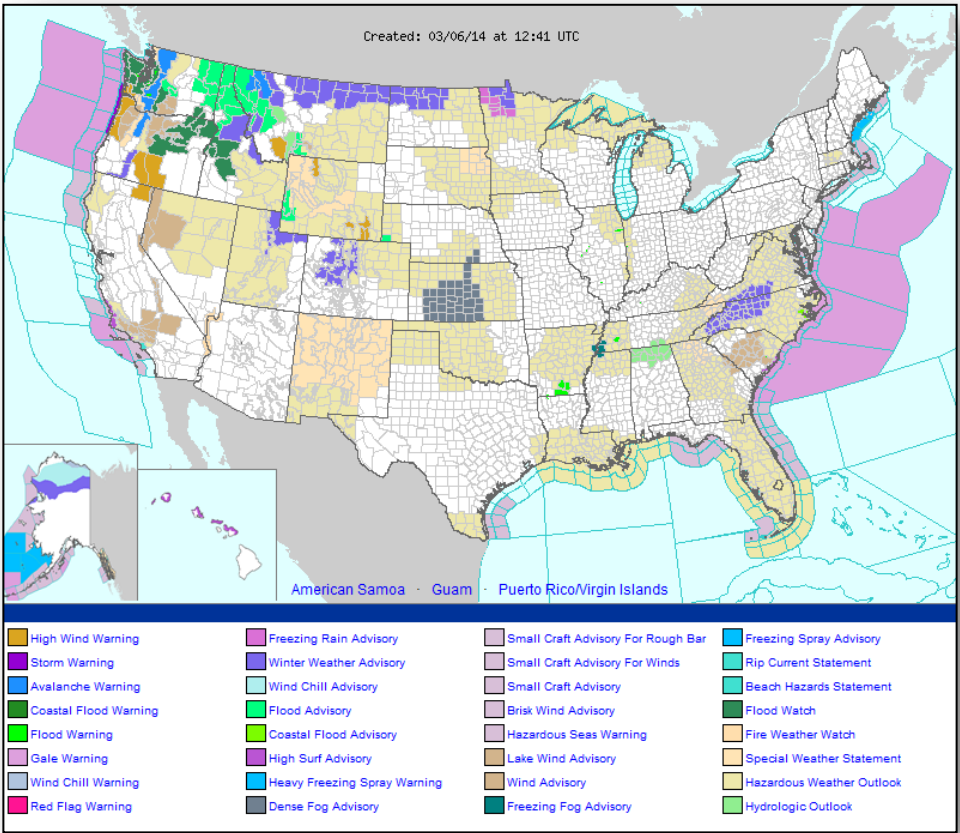 Created: 03/06/14 at 12:41 UTC
American Samoa · Guam · Puerto Rico/Virgin Islands
High Wind Warning
Storm Warning
Avalanche Warning
Coastal Flood Warning
Flood Warning
Gale Warning
Wind Chill Warning
Red Flag Warning
Freezing Rain Advisory
Winter Weather Advisory
Wind Chill Advisory
Flood Advisory
Coastal Flood Advisory
High Surf Advisory
Heavy Freezing Spray Warning
Dense Fog Advisory
Small Craft Advisory For Rough Bar
Small Craft Advisory For Winds
Small Craft Advisory
Brisk Wind Advisory
Hazardous Seas Warning
Lake Wind Advisory
Wind Advisory
Freezing Fog Advisory
Freezing Spray Advisory
Rip Current Statement
Beach Hazards Statement
Flood Watch
Fire Weather Watch
Special Weather Statement
Hazardous Weather Outlook
Hydrologic Outlook